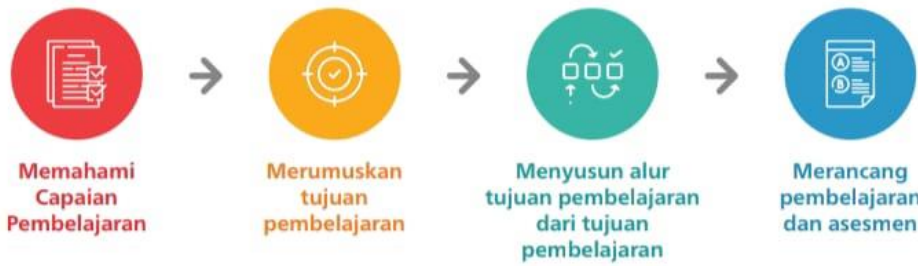 Memahami
Capaian
Pembelajaran
Merumuskan
tujuan
pembelajaran
Menyusun alur
tujuan pembelajaran
dari tujuan
pembelajaran
Merancang
pembelajaran
dan asesmen
A
B